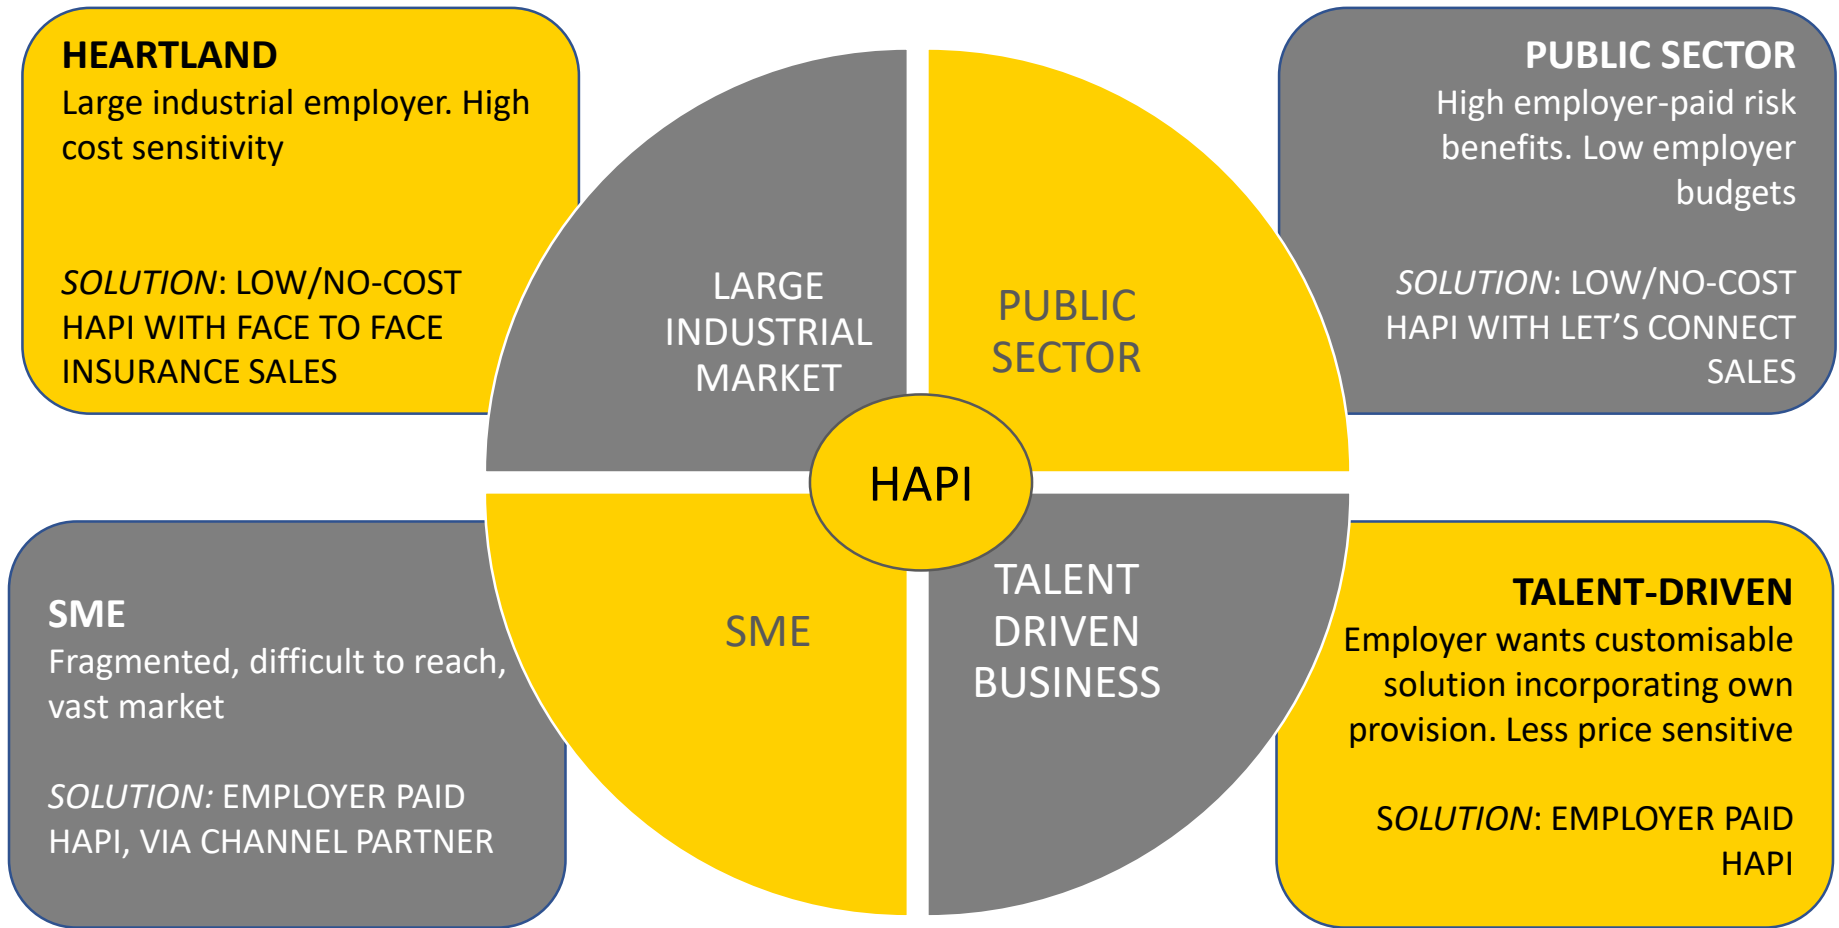 HEARTLAND
Large industrial employer. High
cost sensitivity
SOLUTION: LOW/NO-COST
HAPI WITH FACE TO FACE
INSURANCE SALES
PUBLIC SECTOR
High employer-paid risk
benefits. Low employer
budgets
SOLUTION: LOW/NO-COST
HAPI WITH LET’S CONNECT
SALES
LARGE
INDUSTRIAL
MARKET
PUBLIC
SECTOR
HAPI
SME
TALENT
DRIVEN
BUSINESS
SME
Fragmented, difficult to reach,
vast market
SOLUTION: EMPLOYER PAID
HAPI, VIA CHANNEL PARTNER
TALENT-DRIVEN
Employer wants customisable
solution incorporating own
provision. Less price sensitive
SOLUTION: EMPLOYER PAID
HAPI